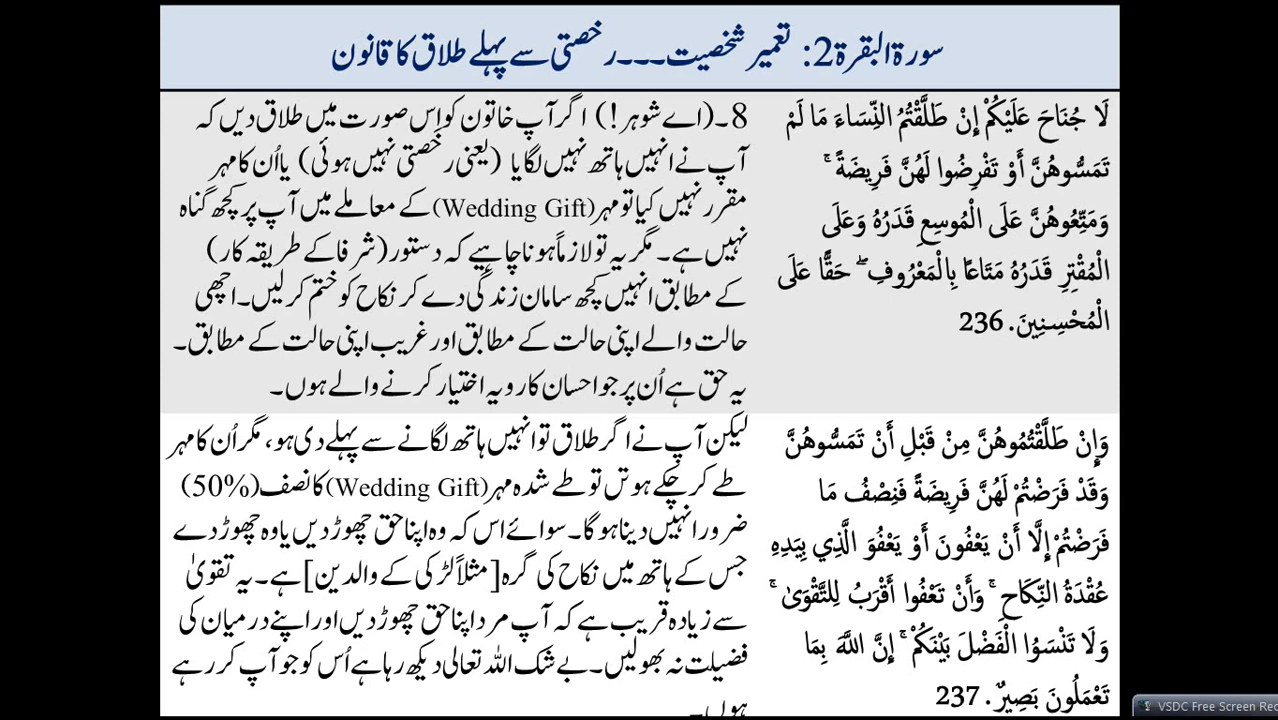 سورۃ البقرۃ 2: تعمیر شخصیت۔۔۔رخصتی سے پہلے طلاق کا قانون
لَا جُنَاحَ عَلَيْكُمْ إِنْ طَلَّقْتُمُ النِّسَاءَ مَا لَمْ
تَمَسُّوهُنَّ أَوْ تَفْرِضُوا لَهُنَّ فَرِيضَةً ۚ
وَمَتِّعُوهُنَّ عَلَى الْمُوسِعِ قَدَرُهُ وَعَلَى
الْمُقْتِرِ قَدَرُهُ مَتَاعًا بِالْمَعْرُوفِ ۖ حَقًّا عَلَى
الْمُحْسِنِينَ. 236
8۔(اے شوہر!) اگر آپ خاتون کو اِس صورت میں طلاق دیں کہ
آپ نے انہیں ہاتھ نہیں لگایا (یعنی رخصتی نہیں ہوئی) یا اُن کا مہر
مقرر نہیں کیا تو مہر(Wedding Gift)کے معاملے میں آپ پر کچھ گناہ
نہیں ہے۔ مگر یہ تو لازماً ہونا چاہیے کہ دستور(شرفا کے طریقہ کار)
کے مطابق انہیں کچھ سامان زندگی دے کر نکاح کو ختم کر لیں۔ اچھی
حالت والے اپنی حالت کے مطابق اور غریب اپنی حالت کے مطابق۔
یہ حق ہے اُن پر جو احسان کا رویہ اختیار کرنے والے ہوں۔
وَإِنْ طَلَّقْتُمُوهُنَّ مِنْ قَبْلِ أَنْ تَمَسُّوهُنَّ
وَقَدْ فَرَضْتُمْ لَهُنَّ فَرِيضَةً فَنِصْفُ مَا
فَرَضْتُمْ إِلَّا أَنْ يَعْفُونَ أَوْ يَعْفُوَ الَّذِي بِيَدِهِ
عُقْدَةُ النِّكَاحِ ۚ وَأَنْ تَعْفُوا أَقْرَبُ لِلتَّقْوَىٰ ۚ
وَلَا تَنْسَوُا الْفَضْلَ بَيْنَكُمْ ۚ إِنَّ اللَّهَ بِمَا
تَعْمَلُونَ بَصِيرٌ. 237
لیکن آپ نے اگر طلاق تو انہیں ہاتھ لگانے سے پہلے دی ہو، مگر اُن کا مہر
طے کر چکے ہوتں تو طے شدہ مہر(Wedding Gift)کا نصف(50%)
ضرور انہیں دینا ہو گا۔ سوائے اس کہ وہ اپنا حق چھوڑ دیں یا وہ چھوڑ دے
جس کے ہاتھ میں نکاح کی گرہ[مثلاً لڑکی کے والدین]ہے۔ یہ تقویٰ
سے زیادہ قریب ہے کہ آپ مرد اپنا حق چھوڑ دیں اور اپنے درمیان کی
فضیلت نہ بھولیں۔ بے شک اللہ تعالی دیکھ رہا ہے اُس کو جو آپ کر رہے
ہوں۔
VSDC Free Screen Rec